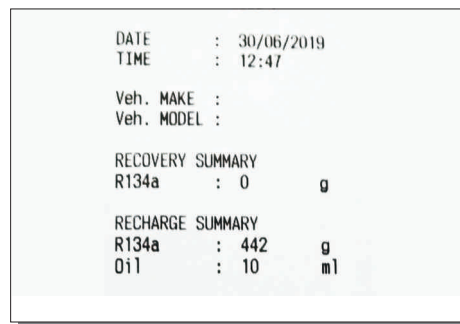 DATE : 30/06/2019
TIME : 12:47
Veh. MAKE :
Veh. MODEL :
RECOVERY SUMMARY
R134a : 0 g
RECHARGE SUMMARY
R134a : 442 g
Oil : 10 ml